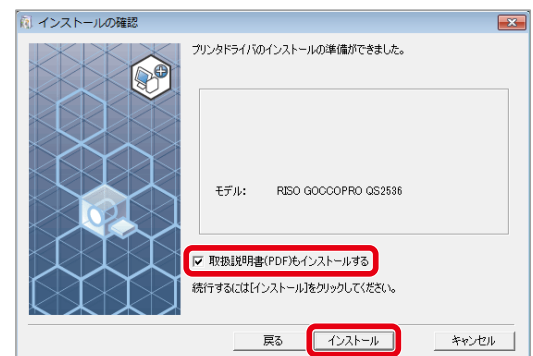 インストールの確認
プリンタドライバのインストールの準備ができました。
モデル: RISO GOCCOPRO QS2536
取扱説明書(PDF)もインストールする
続行するには[インストール]をクリックしてください。
戻る インストール キャンセル